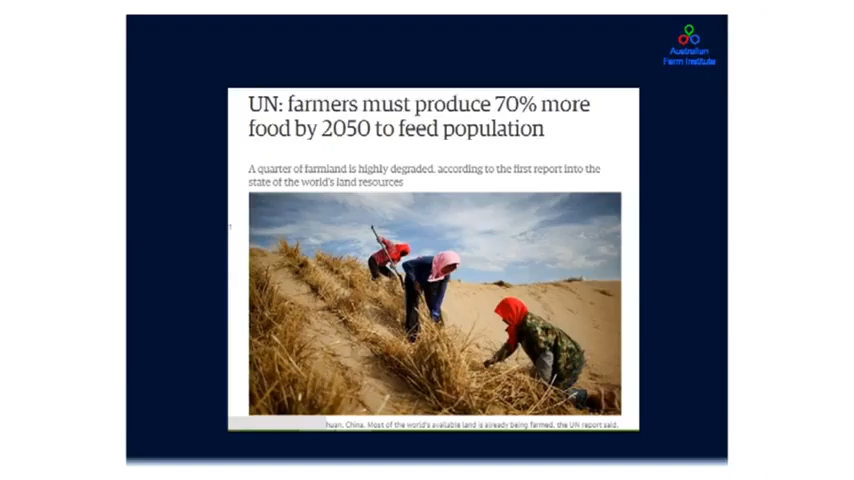 Australian
Farm Institute
UN: farmers must produce 70% more
food by 2050 to feed population
A quarter of farmland is highly degraded, according to the first report into the
state of the world's land resources
huan, China. Most of the world's available land is already being farmed, the UN report said.